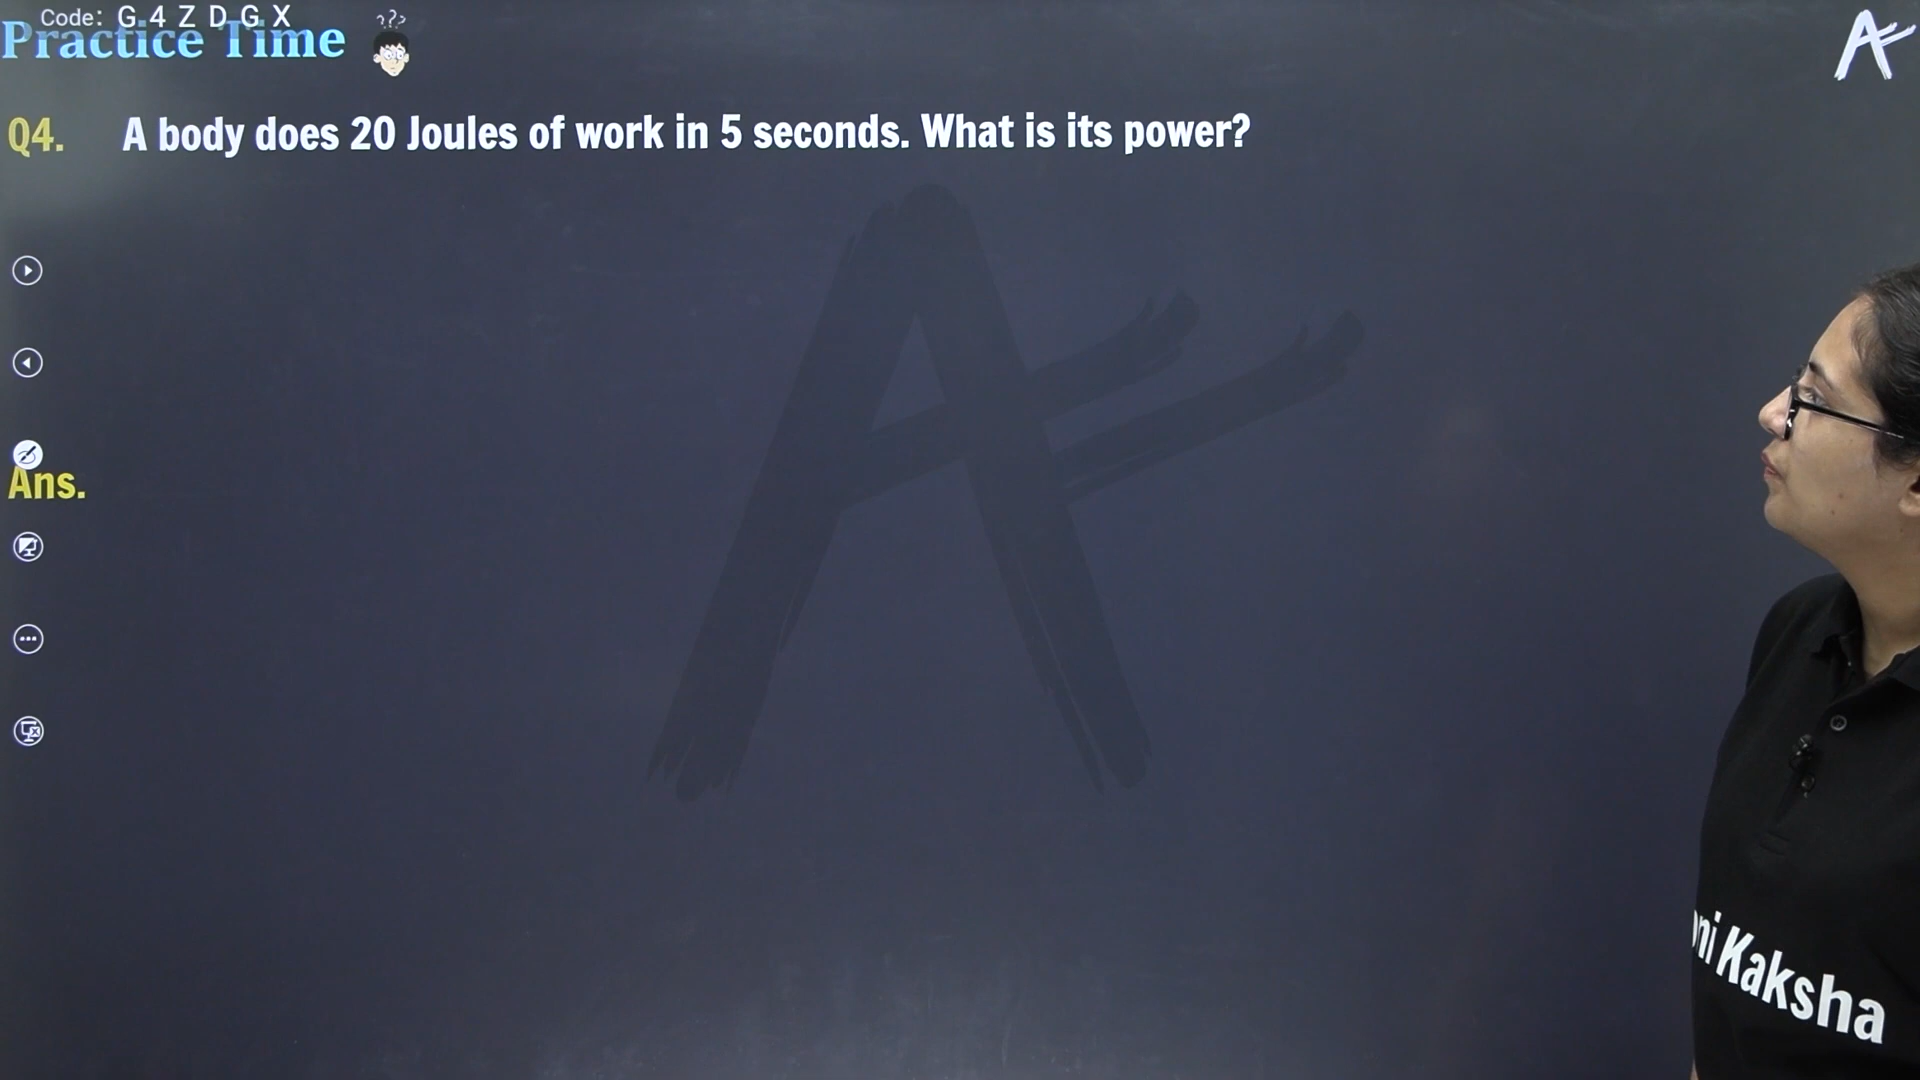 Code: G 4 Z D G X
Practice Time
???
Q4. A body does 20 Joules of work in 5 seconds. What is its power?
Ans.
Kaksha